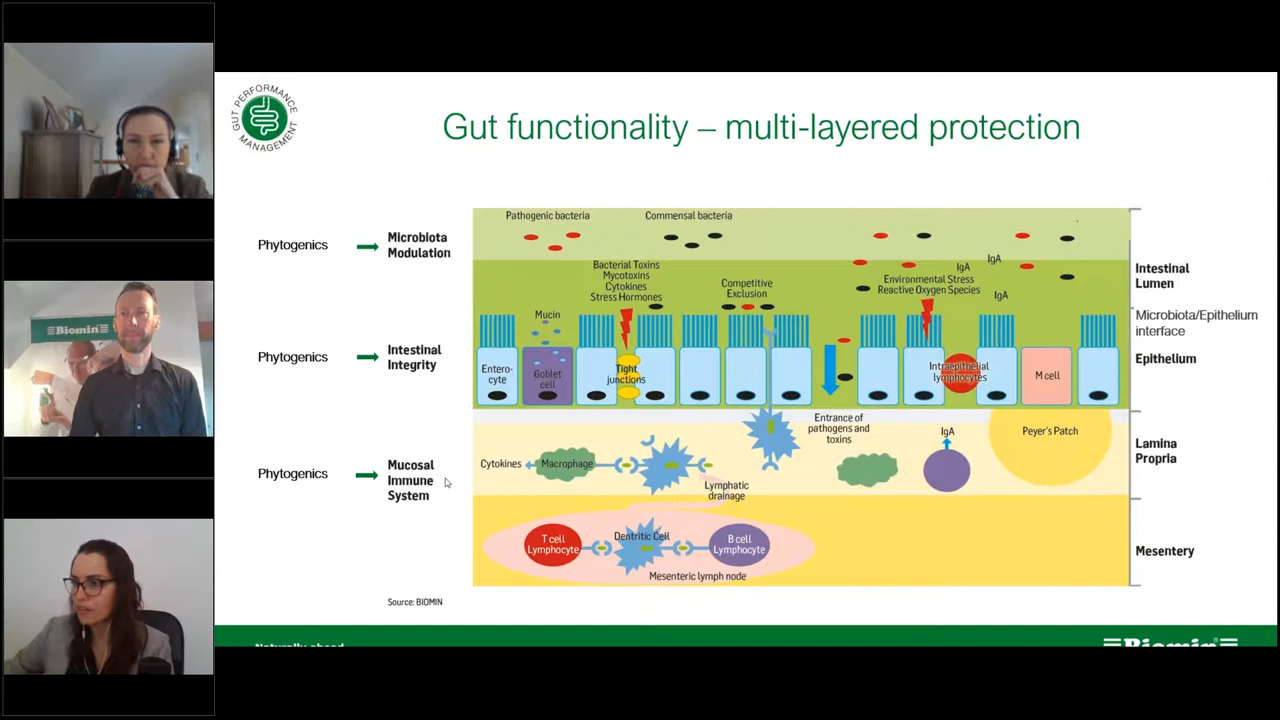 GUT PERFORMANCE
MANAGEMENT
Gut functionality – multi-layered protection
Phytogenics
Microbiota
Modulation
Phytogenics
Intestinal
Integrity
Phytogenics
Mucosal
Immune
System
Pathogenic bacteria
Commensal bacteria
Bacterial Toxins
Mycotoxins
Cytokines
Stress Hormones
Competitive
Exclusion
Environmental Stress
Reactive Oxygen Species
IgA
IgA
IgA
Mucin
Entero-
cyte
Goblet
cell
Tight
junctions
Intraepithelial
lymphocytes
M cell
Entrance of
pathogens and
toxins
IgA
Peyer's Patch
Cytokines
Macrophage
Lymphatic
drainage
T cell
Lymphocyte
Dentritic Cell
B cell
Lymphocyte
Mesenteric lymph node
Intestinal
Lumen
Microbiota/Epithelium
interface
Epithelium
Lamina
Propria
Mesentery
Source: BIOMIN
Naturally ahead
Biomin
Biomin